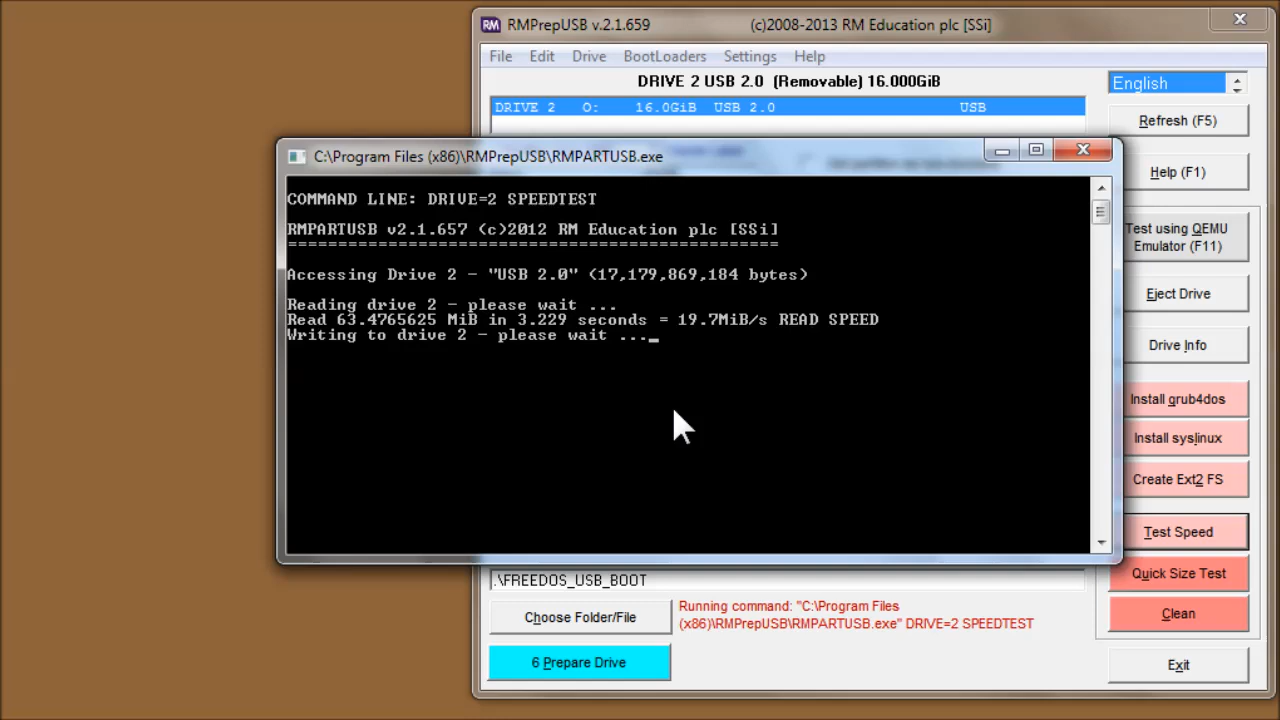 RM RMPrepUSB v.2.1.659 (c)2008-2013 RM Education plc [SSi]
File Edit Drive BootLoaders Settings Help
DRIVE 2 USB 2.0 (Removable) 16.000GiB
English
DRIVE 2 O: 16.0GiB USB 2.0 USB
Refresh (F5)
C:\Program Files (x86)\RMPrepUSB\RMPARTUSB.exe
Help (F1)
COMMAND LINE: DRIVE=2 SPEEDTEST
RMPARTUSB v2.1.657 (c)2012 RM Education plc [SSi]
=================================================
Accessing Drive 2 - "USB 2.0" (17,179,869,184 bytes)
Reading drive 2 - please wait ...
Read 63.4765625 MiB in 3.229 seconds = 19.7MiB/s READ SPEED
Writing to drive 2 - please wait ..._
Test using QEMU
Emulator (F11)
Eject Drive
Drive Info
Install grub4dos
Install syslinux
Create Ext2 FS
Test Speed
Quick Size Test
Clean
Exit
.\FREEDOS_USB_BOOT
Choose Folder/File
Running command: "C:\Program Files
(x86)\RMPrepUSB\RMPARTUSB.exe" DRIVE=2 SPEEDTEST
6 Prepare Drive